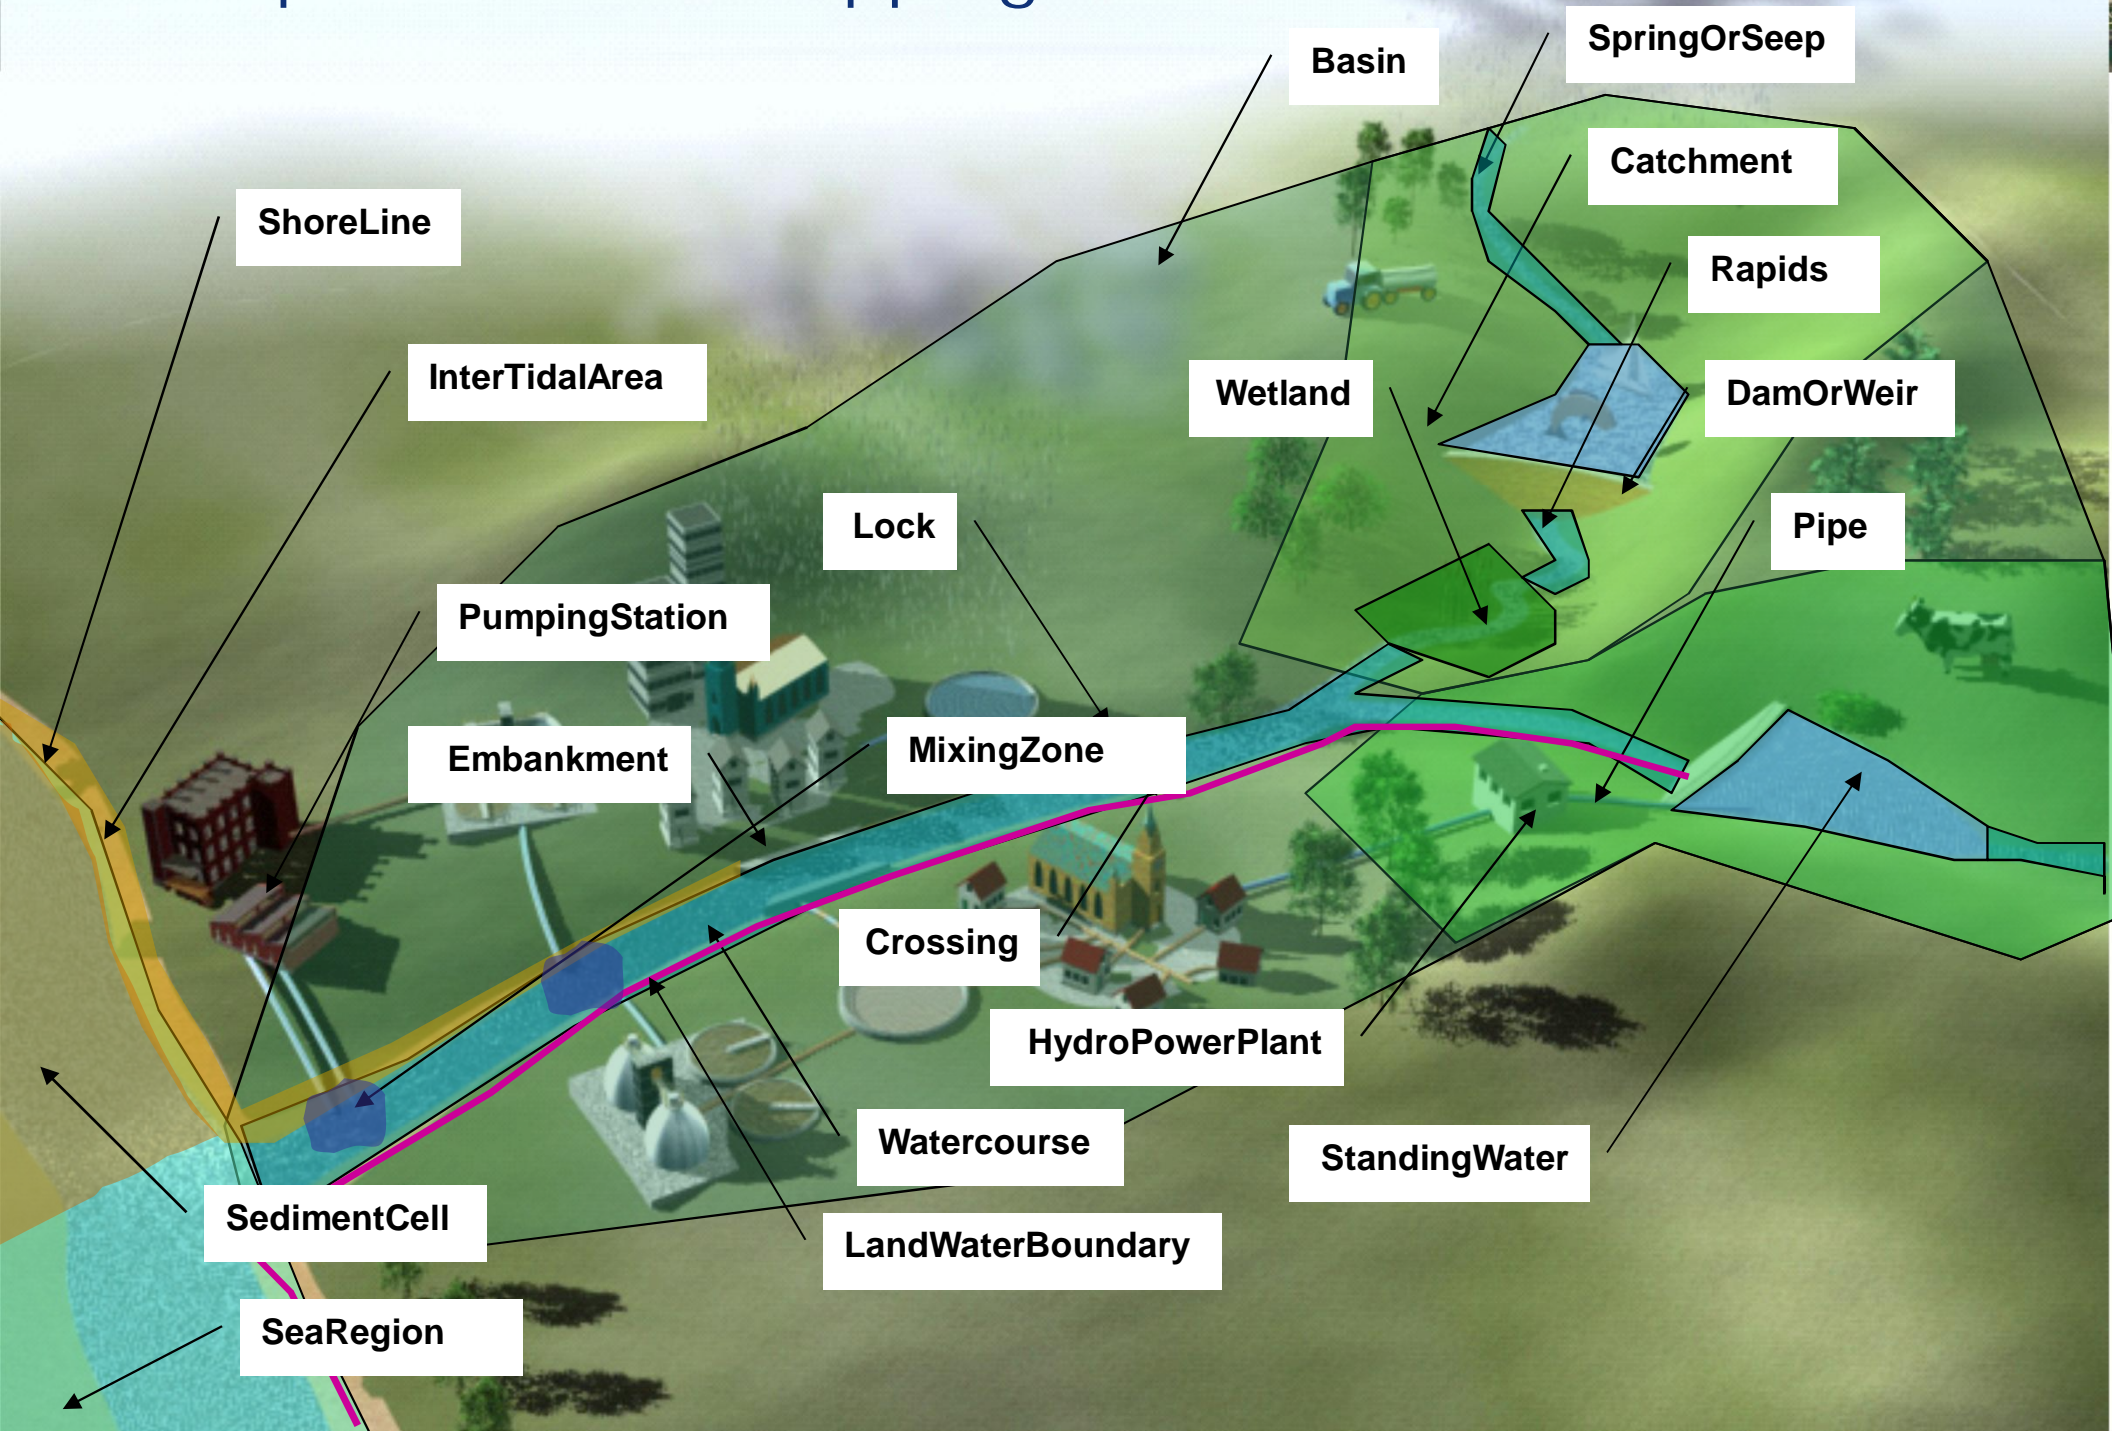 SpringOrSeep
Basin
Catchment
ShoreLine
Rapids
InterTidalArea
Wetland
DamOrWeir
Lock
Pipe
PumpingStation
Embankment
MixingZone
Crossing
HydroPowerPlant
Watercourse
StandingWater
SedimentCell
LandWaterBoundary
SeaRegion